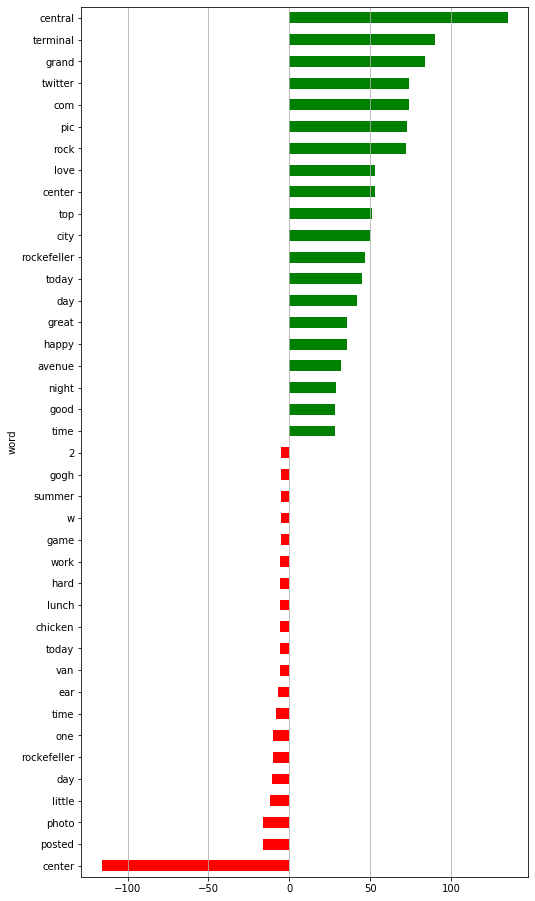 central
terminal
grand
twitter
com
pic
rock
love
center
top
city
rockefeller
today
day
great
happy
avenue
night
good
time
word
2
gogh
summer
w
game
work
hard
lunch
chicken
today
van
ear
time
one
rockefeller
day
little
photo
posted
center
−100 −50 0 50 100